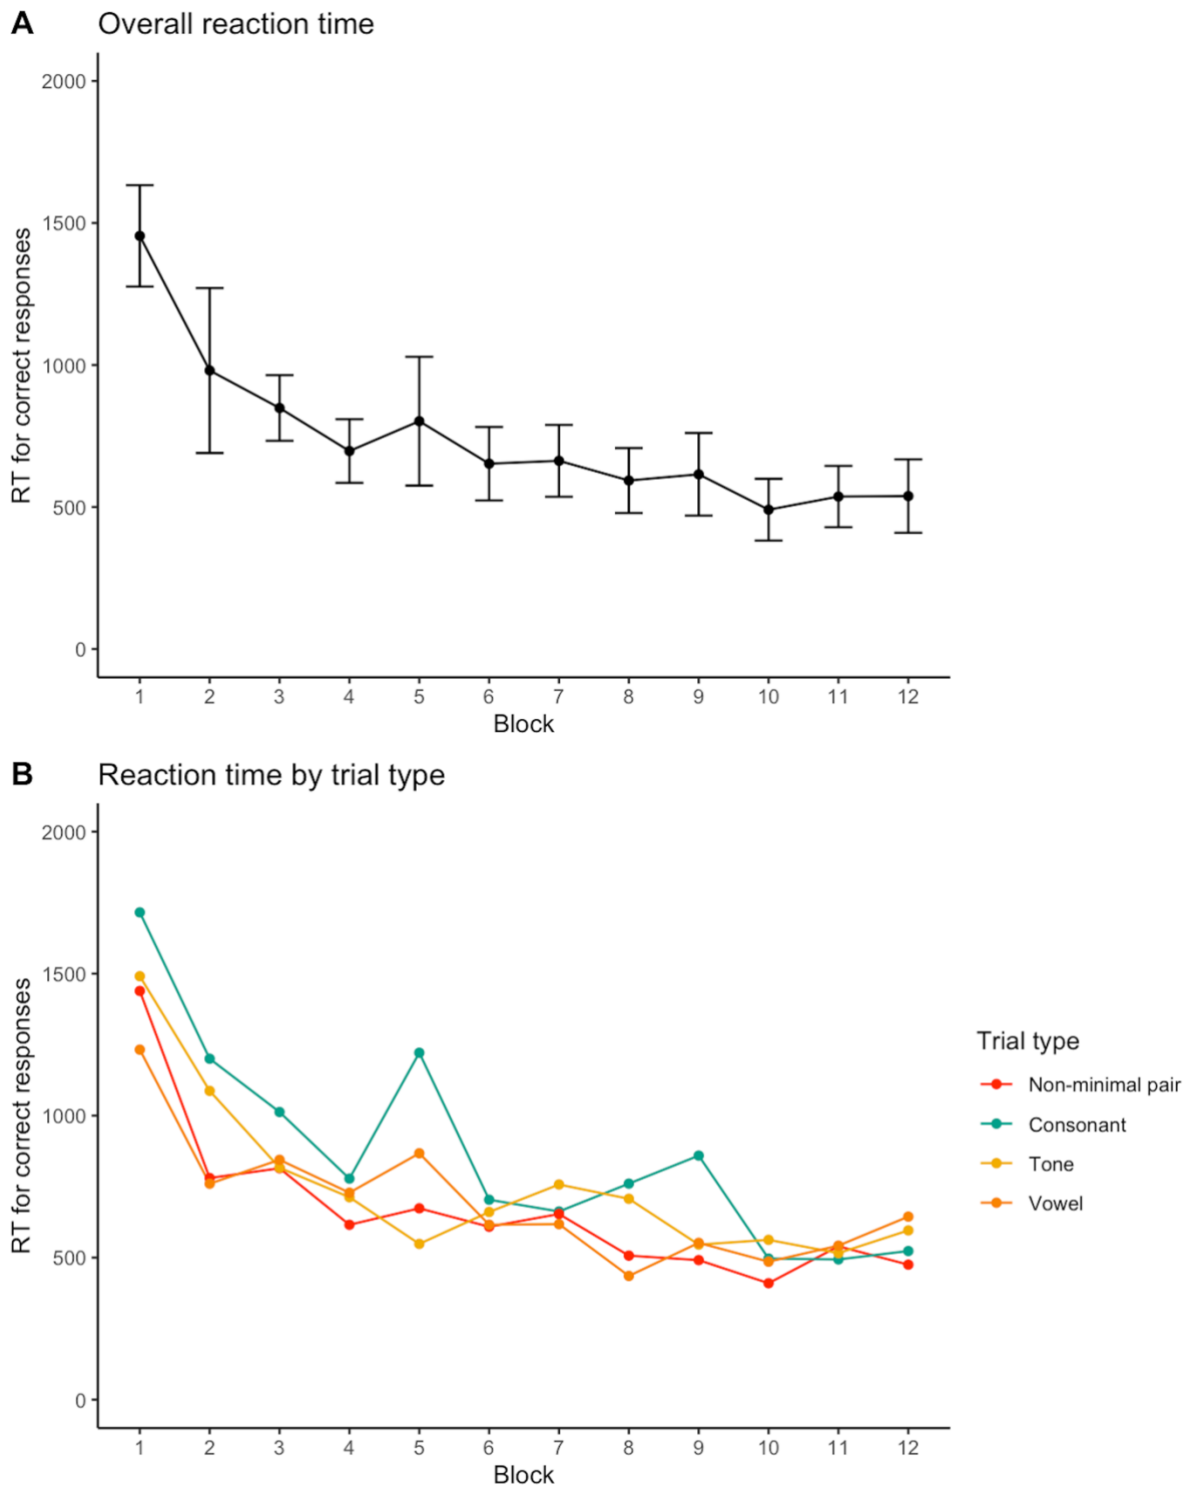 A Overall reaction time
2000
1500
1000
500
0
RT for correct responses
1 2 3 4 5 6 7 8 9 10 11 12
Block
B Reaction time by trial type
2000
1500
1000
500
0
RT for correct responses
1 2 3 4 5 6 7 8 9 10 11 12
Block
Trial type
Non-minimal pair
Consonant
Tone
Vowel